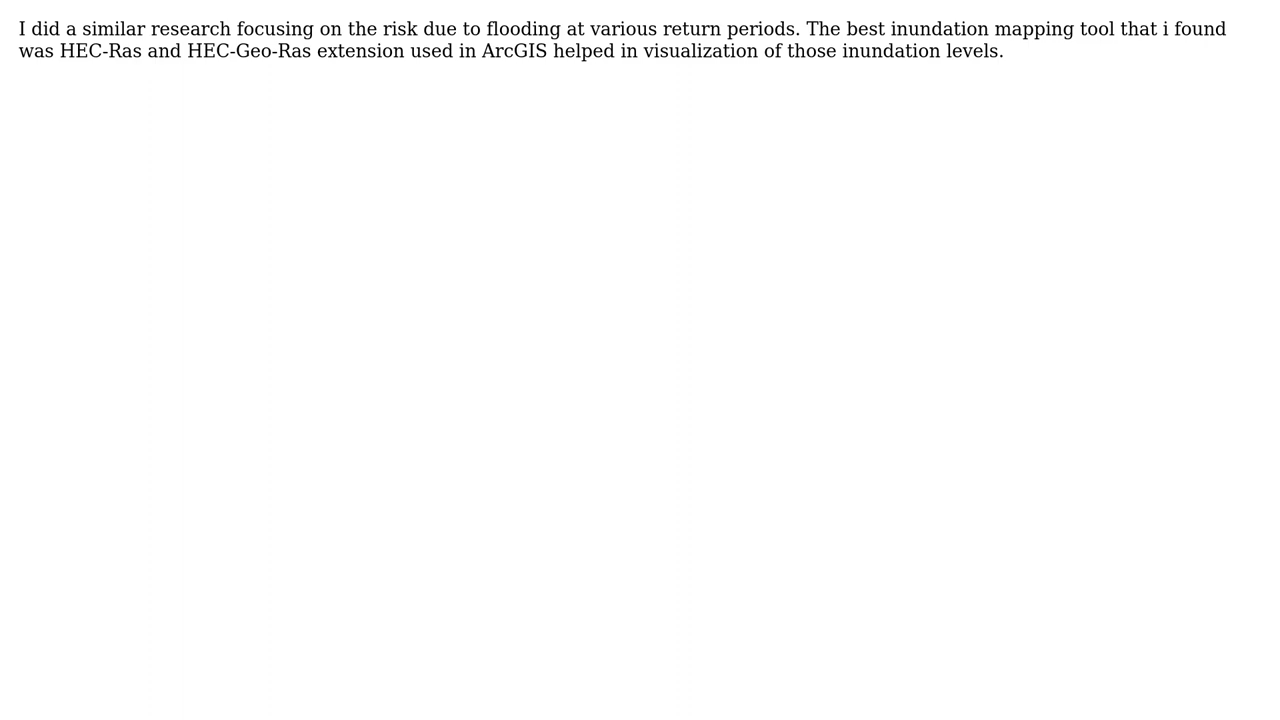 I did a similar research focusing on the risk due to flooding at various return periods. The best inundation mapping tool that i found
was HEC-Ras and HEC-Geo-Ras extension used in ArcGIS helped in visualization of those inundation levels.